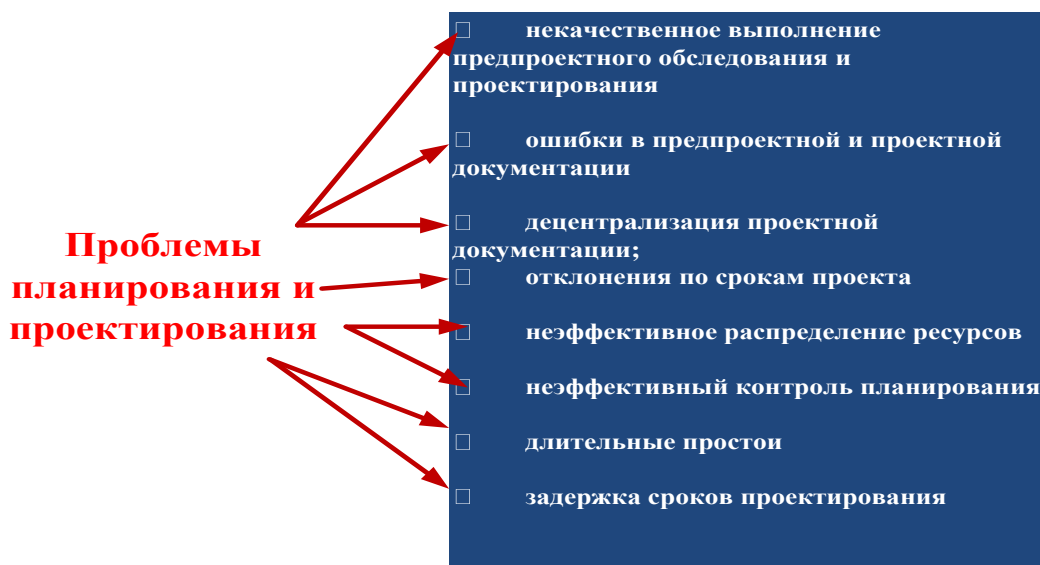 Проблемы
планирования и
проектирования
некачественное выполнение
предпроектного обследования и
проектирования
ошибки в предпроектной и проектной
документации
децентрализация проектной
документации;
отклонения по срокам проекта
неэффективное распределение ресурсов
неэффективный контроль планирования
длительные простои
задержка сроков проектирования